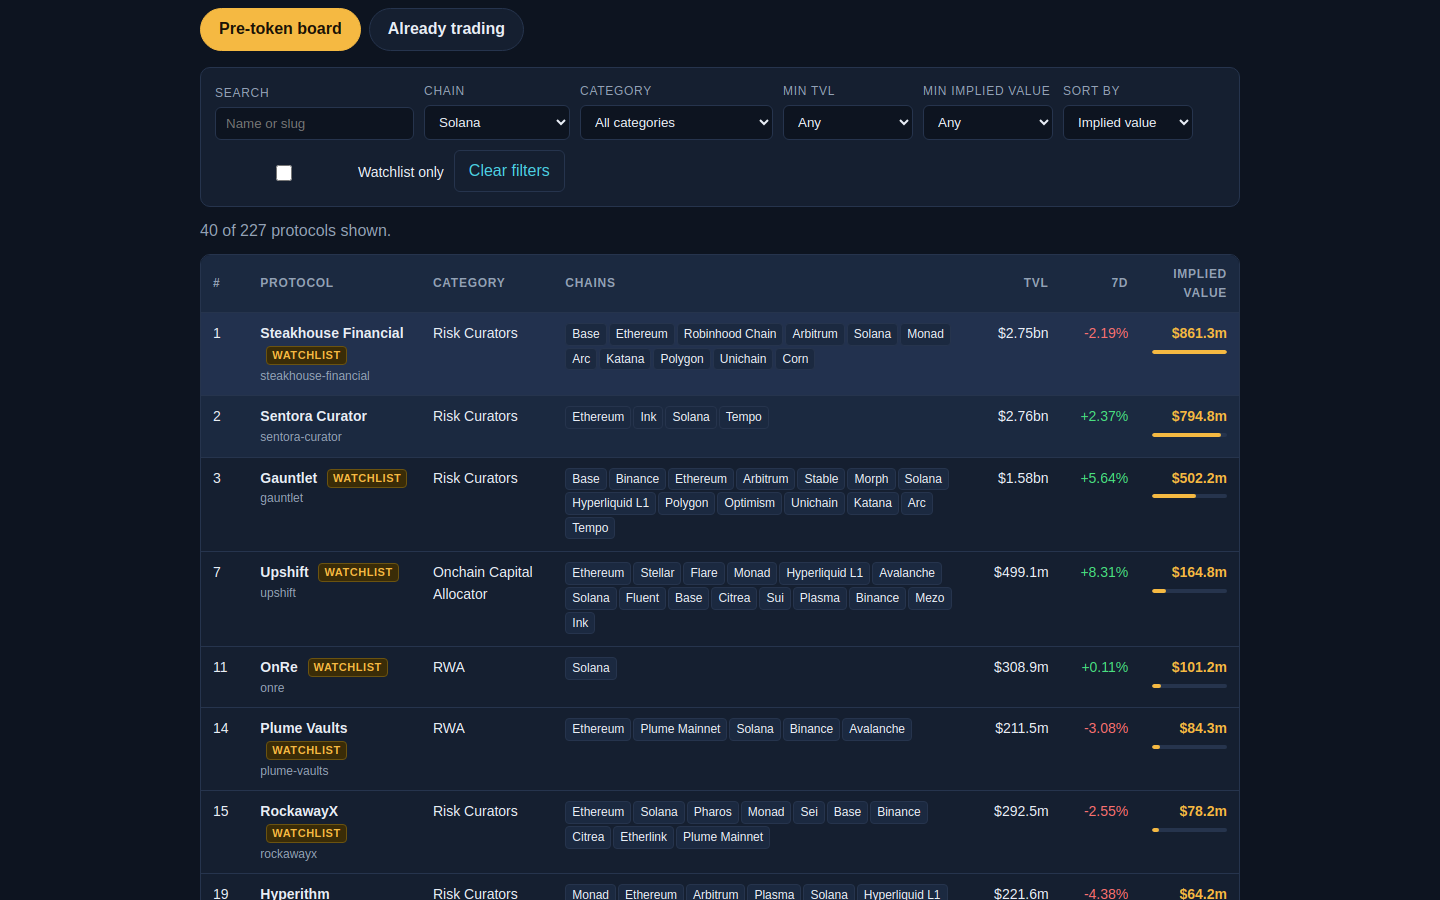 Pre-token board Already trading
SEARCH CHAIN CATEGORY MIN TVL MIN IMPLIED VALUE SORT BY
Name or slug Solana All categories Any Any Implied value
Watchlist only Clear filters
40 of 227 protocols shown.
# PROTOCOL CATEGORY CHAINS TVL 7D IMPLIED VALUE
1 Steakhouse Financial Risk Curators Base Ethereum Robinhood Chain Arbitrum Solana Monad $2.75bn -2.19% $861.3m
WATCHLIST Arc Katana Polygon Unichain Corn
steakhouse-financial
2 Sentora Curator Risk Curators Ethereum Ink Solana Tempo $2.76bn +2.37% $794.8m
sentora-curator
3 Gauntlet WATCHLIST Risk Curators Base Binance Ethereum Arbitrum Stable Morph Solana $1.58bn +5.64% $502.2m
gauntlet Hyperliquid L1 Polygon Optimism Unichain Katana Arc
Tempo
7 Upshift WATCHLIST Onchain Capital Ethereum Stellar Flare Monad Hyperliquid L1 Avalanche $499.1m +8.31% $164.8m
upshift Allocator Solana Fluent Base Citrea Sui Plasma Binance Mezo
Ink
11 OnRe WATCHLIST RWA Solana $308.9m +0.11% $101.2m
onre
14 Plume Vaults RWA Ethereum Plume Mainnet Solana Binance Avalanche $211.5m -3.08% $84.3m
WATCHLIST
plume-vaults
15 RockawayX Risk Curators Ethereum Solana Pharos Monad Sei Base Binance $292.5m -2.55% $78.2m
WATCHLIST Citrea Etherlink Plume Mainnet
rockawayx
19 Hyperithm Risk Curators Monad Ethereum Arbitrum Plasma Solana Hyperliquid L1 $221.6m -4.38% $64.2m